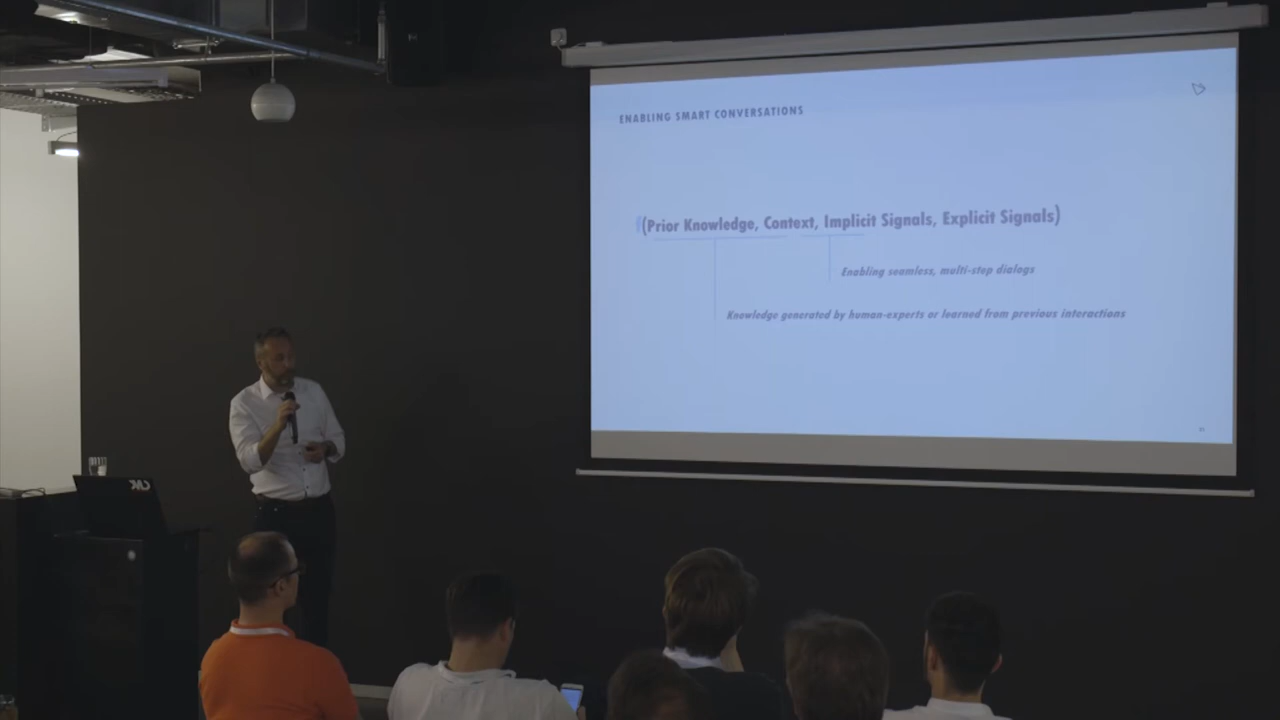 ENABLING SMART CONVERSATIONS
f(Prior Knowledge, Context, Implicit Signals, Explicit Signals)
Enabling seamless, multi-step dialogs
Knowledge generated by human-experts or learned from previous interactions